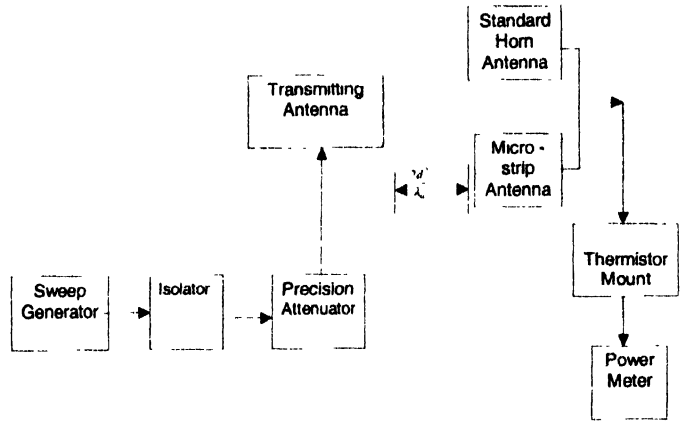 Standard
Horn
Antenna
Transmitting
Antenna
Micro -
strip
Antenna
Thermistor
Mount
Sweep
Generator
Isolator
Precision
Attenuator
Power
Meter